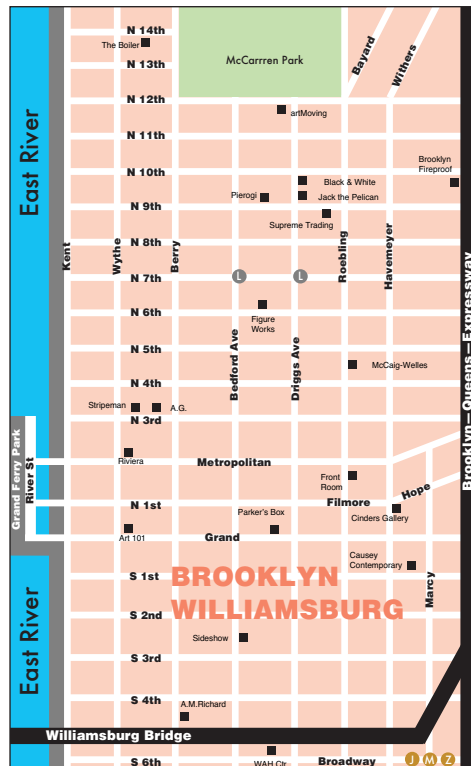 N 14th
The Boiler
McCarrren Park
N 13th
Bayard
Withers
N 12th
artMoving
N 11th
East River
N 10th
Brooklyn
Fireproof
Black & White
Pierogi
Jack the Pelican
N 9th
Supreme Trading
N 8th
Kent
Wythe
Berry
Roebling
Havemeyer
N 7th
L
L
N 6th
Figure
Works
Bedford Ave
Driggs Ave
Brooklyn–Queens–Expressway
N 5th
McCaig-Welles
N 4th
Stripeman
A.G.
N 3rd
Grand Ferry Park
River St
Riviera
Metropolitan
Front
Room
Hope
N 1st
Filmore
Parker's Box
Cinders Gallery
Art 101
Grand
Causey
Contemporary
S 1st
BROOKLYN
WILLIAMSBURG
Marcy
S 2nd
East River
Sideshow
S 3rd
S 4th
A.M.Richard
Williamsburg Bridge
WAH Ctr
S 6th
Broadway
J M Z